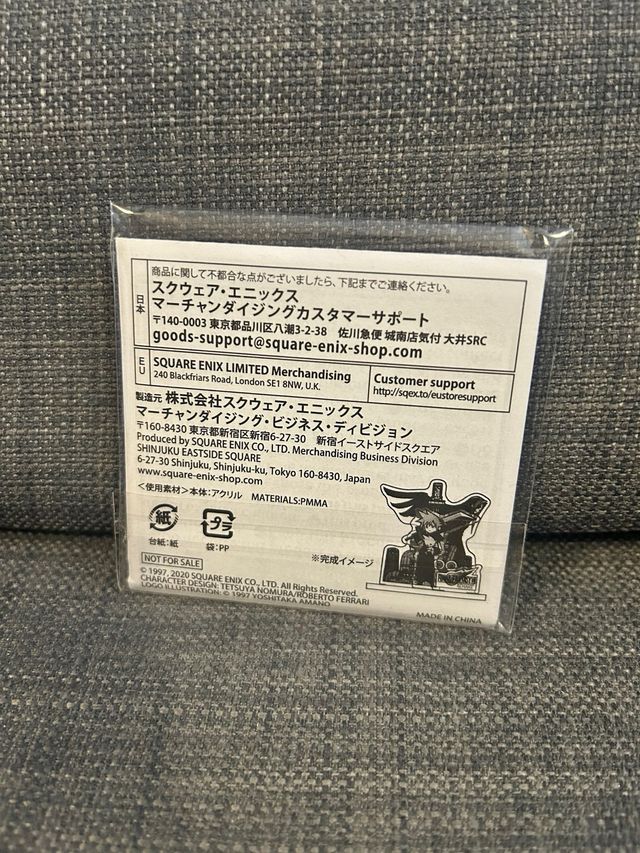 商品に関して不都合な点がございましたら、下記までご連絡ください。
日本
スクウェア・エニックス
マーチャンダイジングカスタマーサポート
〒140-0003 東京都品川区八潮3-2-38 佐川急便 城南店気付 大井SRC
goods-support@square-enix-shop.com
EU
SQUARE ENIX LIMITED Merchandising
240 Blackfriars Road, London SE1 8NW, U.K.
Customer support
http://sqex.to/eustoresupport
製造元 株式会社スクウェア・エニックス
マーチャンダイジング・ビジネス・ディビジョン
〒160-8430 東京都新宿区新宿6-27-30 新宿イーストサイドスクエア
Produced by SQUARE ENIX CO., LTD. Merchandising Business Division
SHINJUKU EASTSIDE SQUARE
6-27-30 Shinjuku, Shinjuku-ku, Tokyo 160-8430, Japan
www.square-enix-shop.com
<使用素材>本体:アクリル MATERIALS:PMMA
紙
プラ
台紙:紙
袋:PP
※完成イメージ
NOT FOR SALE
© 1997, 2020 SQUARE ENIX CO., LTD. All Rights Reserved.
CHARACTER DESIGN: TETSUYA NOMURA/ROBERTO FERRARI
LOGO ILLUSTRATION: © 1997 YOSHITAKA AMANO
MADE IN CHINA